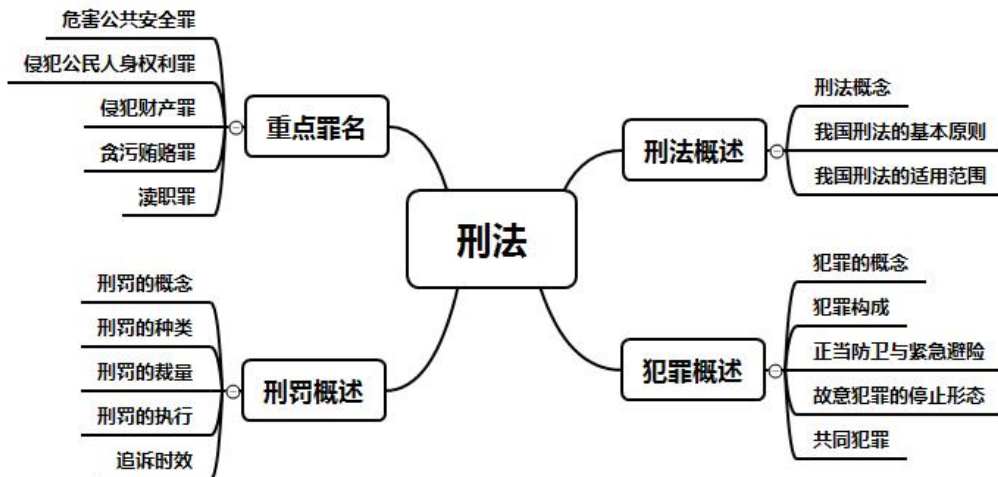 刑法
刑法概述
刑法概念
我国刑法的基本原则
我国刑法的适用范围
犯罪概述
犯罪的概念
犯罪构成
正当防卫与紧急避险
故意犯罪的停止形态
共同犯罪
重点罪名
危害公共安全罪
侵犯公民人身权利罪
侵犯财产罪
贪污贿赂罪
渎职罪
刑罚概述
刑罚的概念
刑罚的种类
刑罚的裁量
刑罚的执行
追诉时效